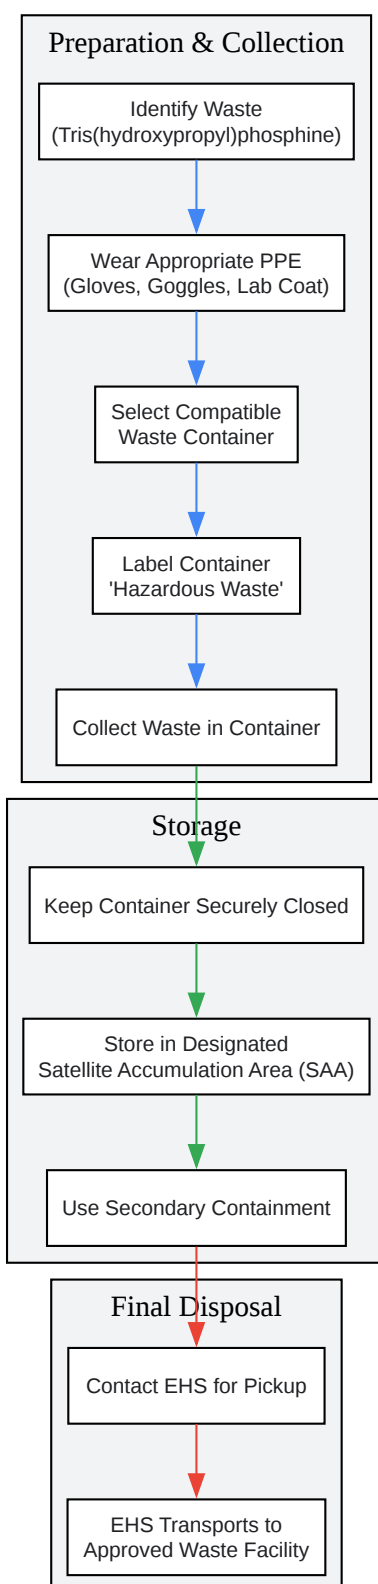 Preparation & Collection
Identify Waste
(Tris(hydroxypropyl)phosphine)
Wear Appropriate PPE
(Gloves, Goggles, Lab Coat)
Select Compatible
Waste Container
Label Container
'Hazardous Waste'
Collect Waste in Container
Storage
Keep Container Securely Closed
Store in Designated
Satellite Accumulation Area (SAA)
Use Secondary Containment
Final Disposal
Contact EHS for Pickup
EHS Transports to
Approved Waste Facility